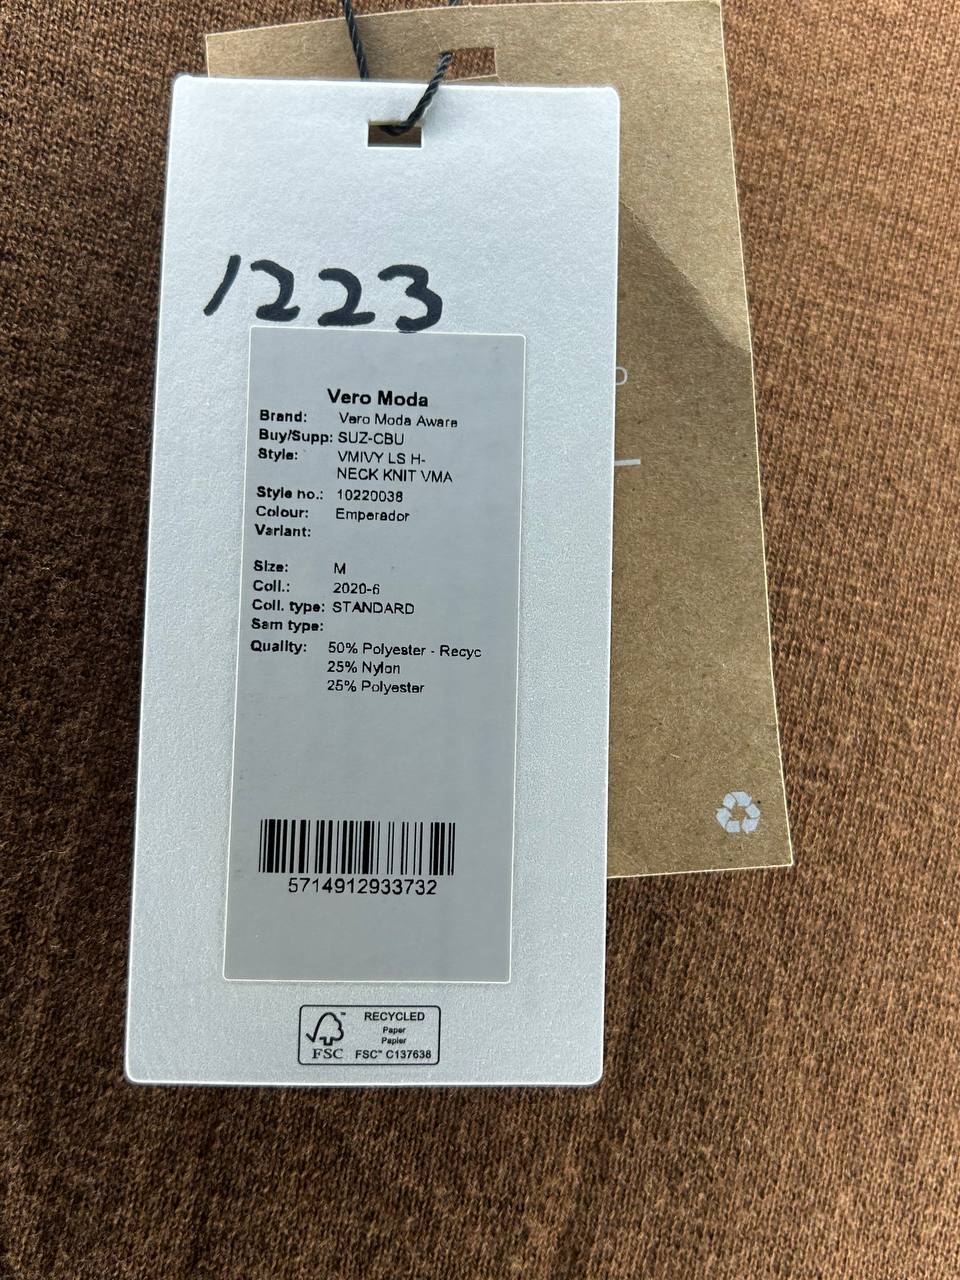 1223
Vero Moda
Brand: Vero Moda Aware
Buy/Supp: SUZ-CBU
Style: VMIVY LS H-
NECK KNIT VMA
Style no.: 10220038
Colour: Emperador
Variant:
Size: M
Coll.: 2020-6
Coll. type: STANDARD
Sam type:
Quality: 50% Polyester - Recyc
25% Nylon
25% Polyester
5714912933732
RECYCLED
Paper
Papier
FSC™ C137638
FSC